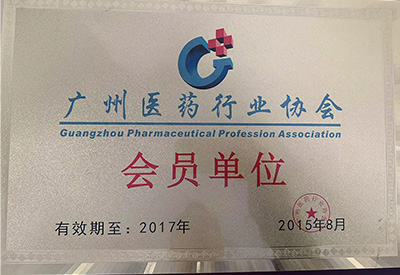 广州医药行业协会
Guangzhou Pharmaceutical Profession Association
会员单位
有效期至：2017年 2015年8月